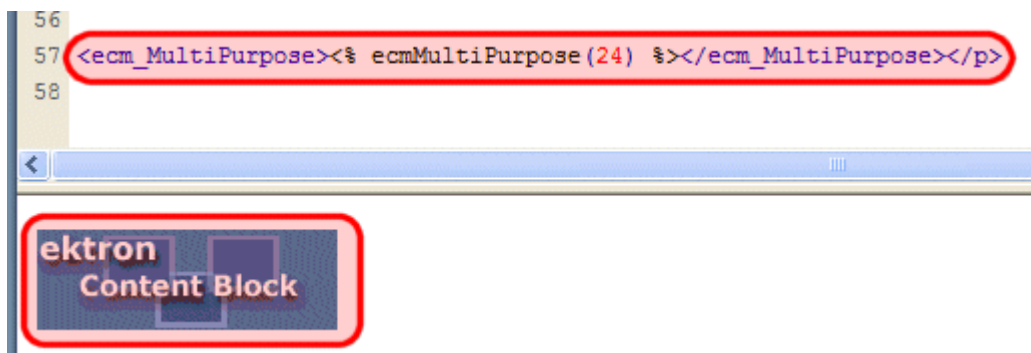 56
57 <ecm_MultiPurpose><% ecmMultiPurpose(24) %></ecm_MultiPurpose></p>
58
ektron
Content Block